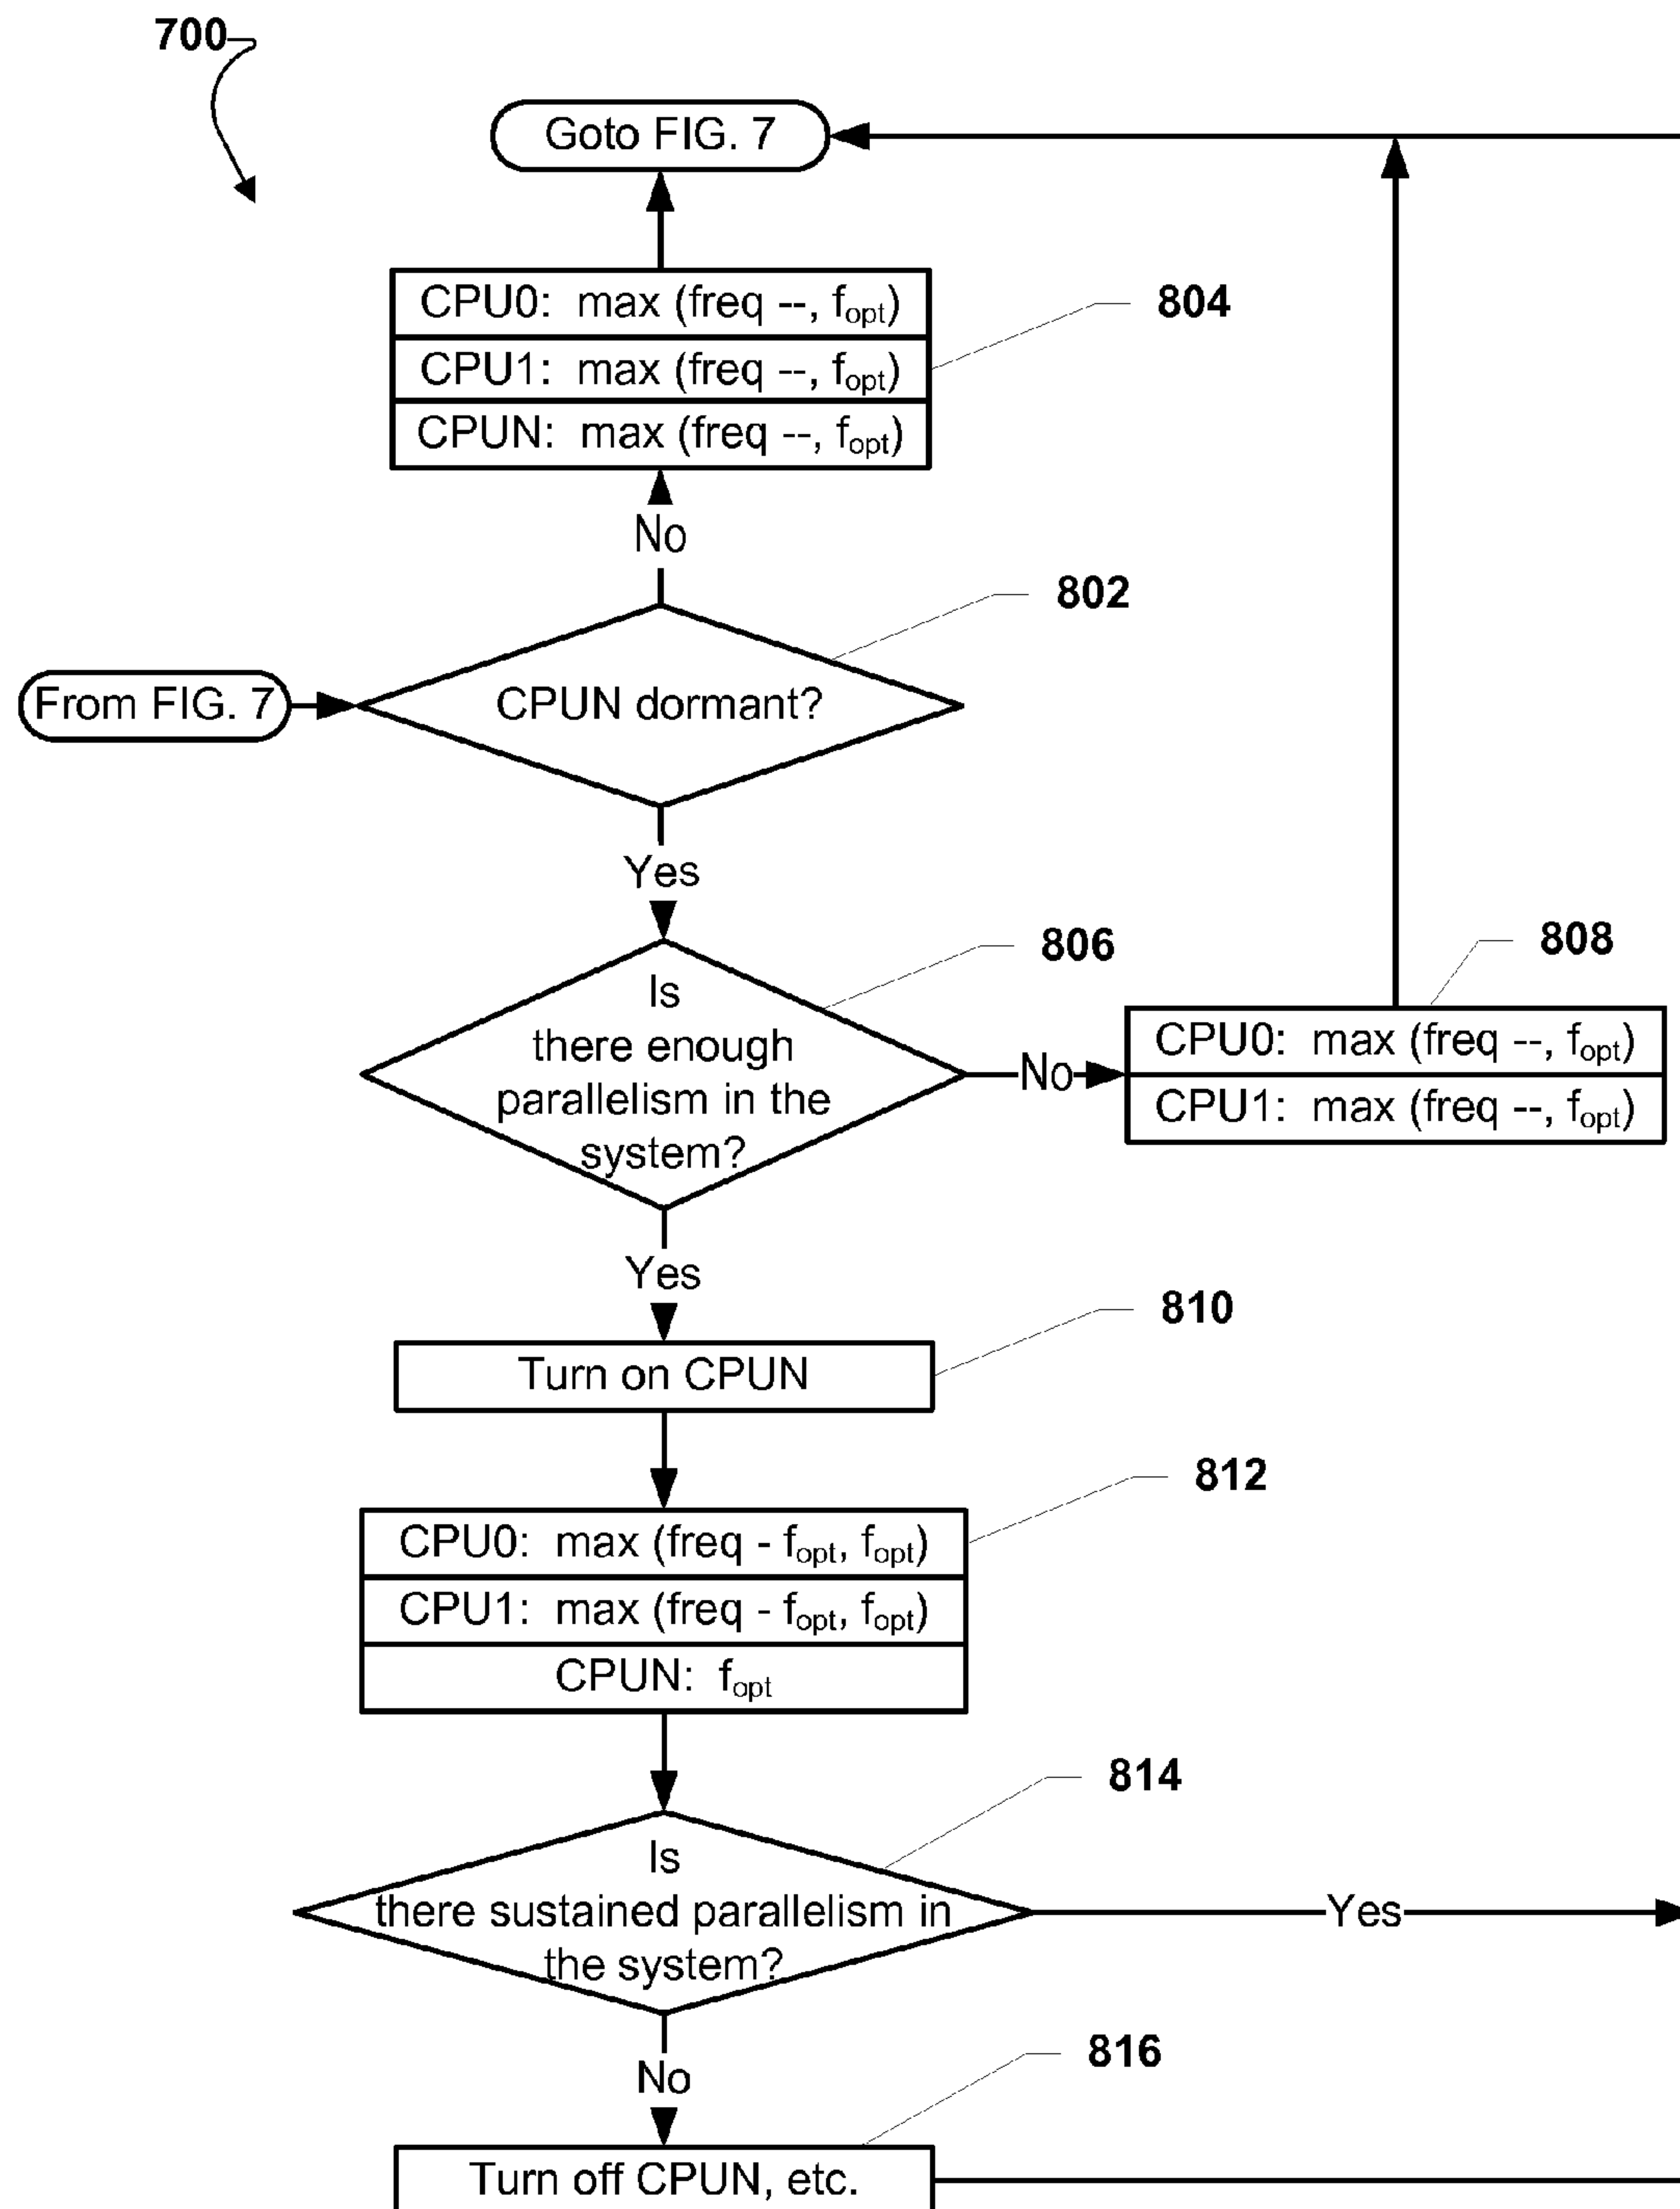 700
Goto FIG. 7
CPU0: max (freq --, fopt)
CPU1: max (freq --, fopt)
CPUN: max (freq --, fopt)
804
No
802
From FIG. 7
CPUN dormant?
Yes
806
Is
there enough
parallelism in the
system?
No
808
CPU0: max (freq --, fopt)
CPU1: max (freq --, fopt)
Yes
810
Turn on CPUN
812
CPU0: max (freq - fopt, fopt)
CPU1: max (freq - fopt, fopt)
CPUN: fopt
814
Is
there sustained parallelism in
the system?
Yes
No
816
Turn off CPUN, etc.